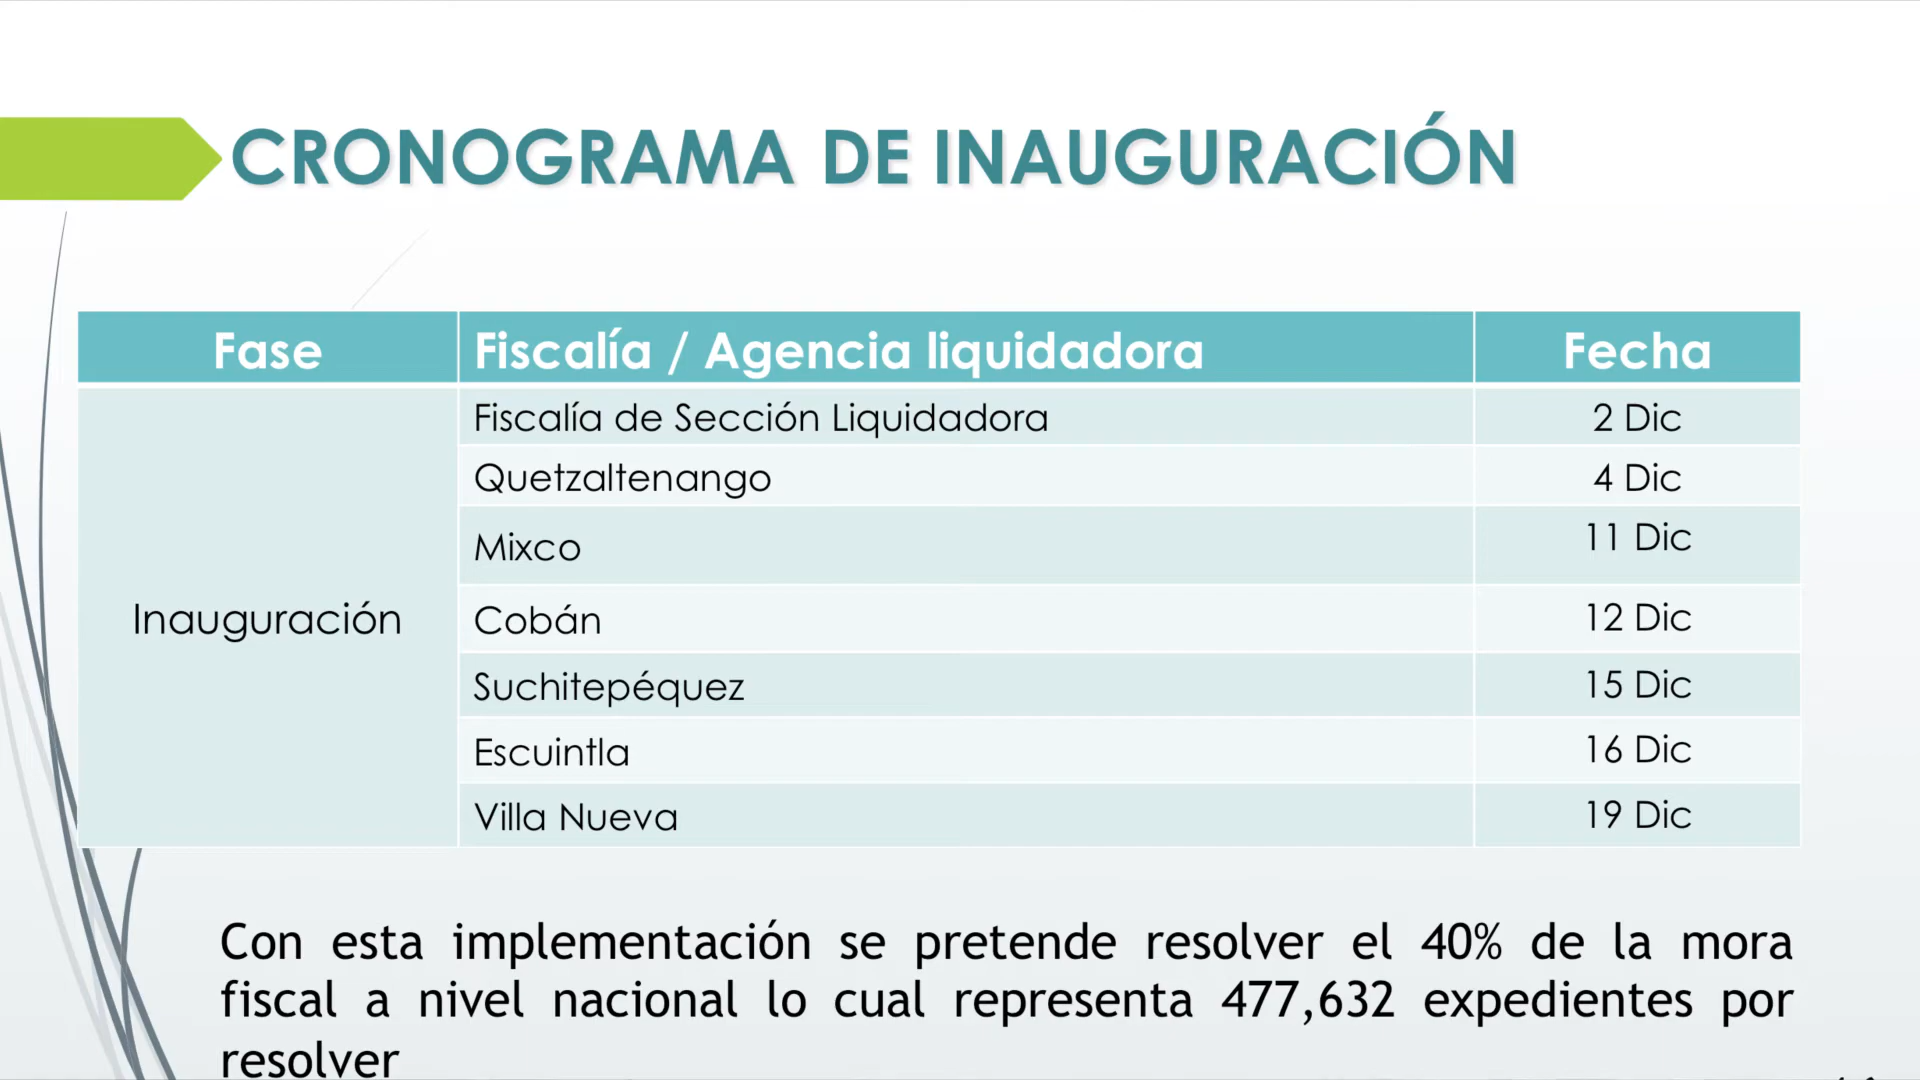 CRONOGRAMA DE INAUGURACIÓN
Fase Fiscalía / Agencia liquidadora Fecha
Fiscalía de Sección Liquidadora 2 Dic
Quetzaltenango 4 Dic
Mixco 11 Dic
Inauguración Cobán 12 Dic
Suchitepéquez 15 Dic
Escuintla 16 Dic
Villa Nueva 19 Dic
Con esta implementación se pretende resolver el 40% de la mora
fiscal a nivel nacional lo cual representa 477,632 expedientes por
resolver